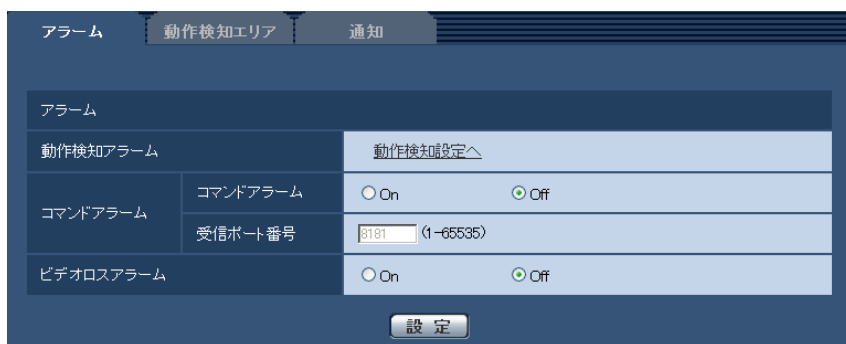 アラーム 動作検知エリア 通知
アラーム
動作検知アラーム 動作検知設定へ
コマンドアラーム コマンドアラーム On Off
受信ポート番号 8181 (1-65535)
ビデオロスアラーム On Off
設 定